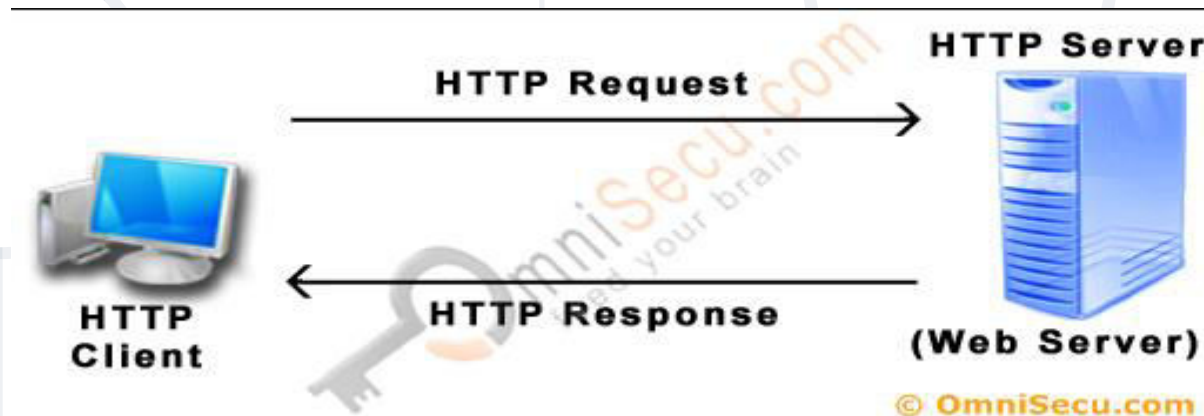 HTTP Server
HTTP Request
OmniSecu.com
feed your brain
HTTP Response
HTTP
Client
(Web Server)
© OmniSecu.com